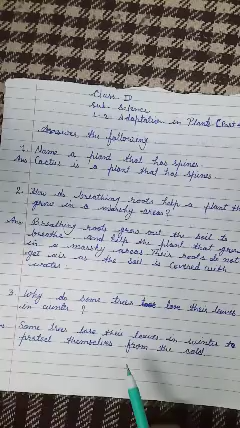 Class IV
Sub- Science
L-2 Adaptation in Plants
Answer the following
1. Name a plant that has spines.
Ans Cactus is a plant that has spines.
2. How do breathing roots help a plant
grow in a marshy areas?
Ans Breathing roots grow out the soil to
breathe and help the plant that grow
in a marshy areas. Their roots do not
get air as the soil is covered with
water.
3. Why do some trees lose their leaves
in winter?
Some trees lose their leaves in winter to
protect themselves from the cold